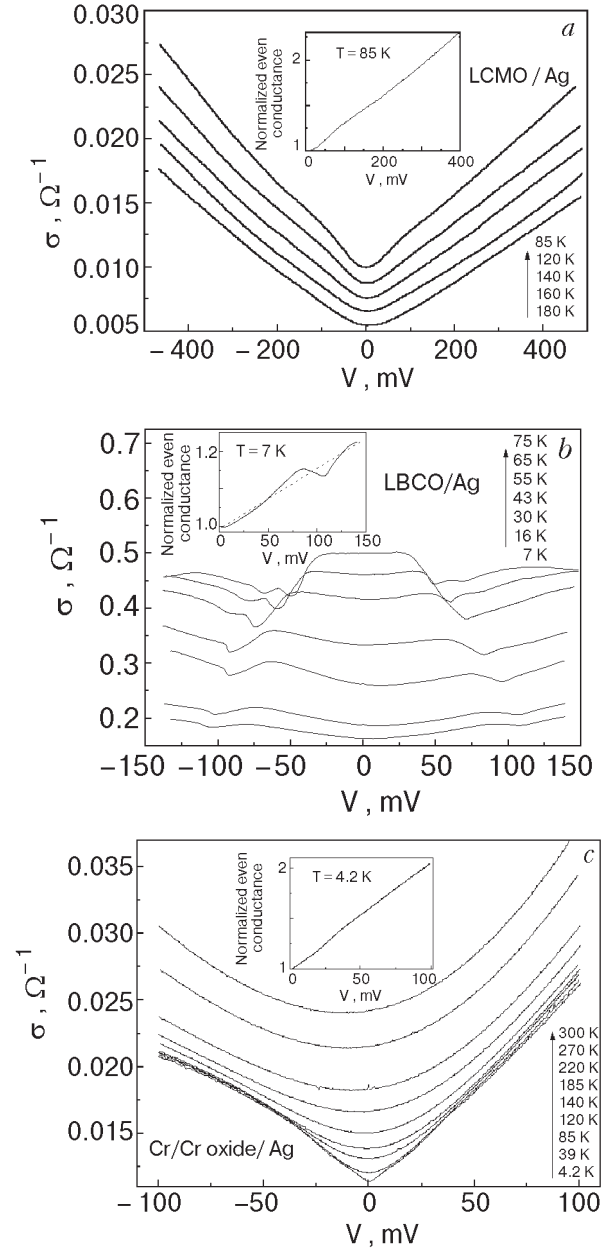 a
0.030
0.025
0.020
0.015
0.010
0.005
σ , Ω⁻¹
Normalized even
conductance
2
1
T = 85 K
0
200
400
V , mV
LCMO / Ag
85 K
120 K
140 K
160 K
180 K
−400
−200
0
200
400
V , mV
b
0.7
0.6
0.5
0.4
0.3
0.2
σ , Ω⁻¹
Normalized even
conductance
1.2
1.0
T = 7 K
0
50
100
150
V , mV
LBCO/Ag
75 K
65 K
55 K
43 K
30 K
16 K
7 K
−150
−100
−50
0
50
100
150
V , mV
c
0.035
0.030
0.025
0.020
0.015
σ , Ω⁻¹
Normalized even
conductance
2
1
T = 4.2 K
0
50
100
V , mV
300 K
270 K
220 K
185 K
140 K
120 K
85 K
39 K
4.2 K
Cr/Cr oxide/Ag
−100
−50
0
50
100
V , mV